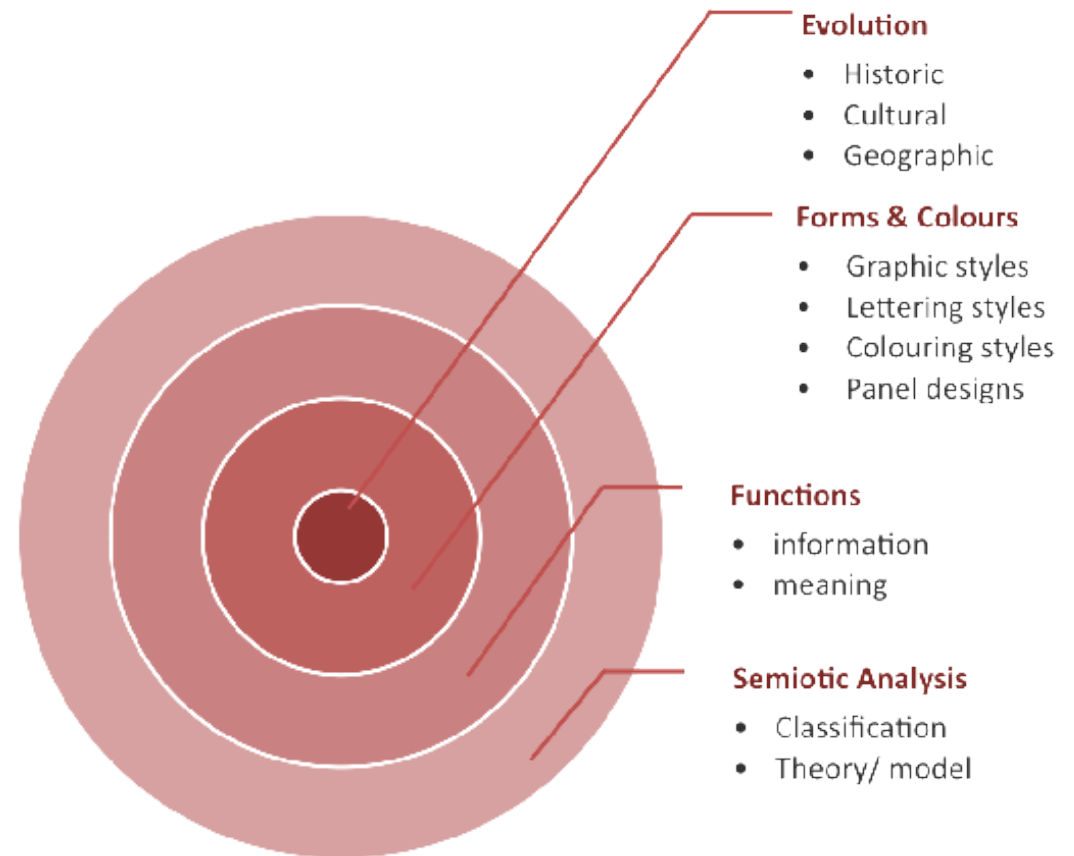 Evolution
• Historic
• Cultural
• Geographic
Forms & Colours
• Graphic styles
• Lettering styles
• Colouring styles
• Panel designs
Functions
• information
• meaning
Semiotic Analysis
• Classification
• Theory/ model